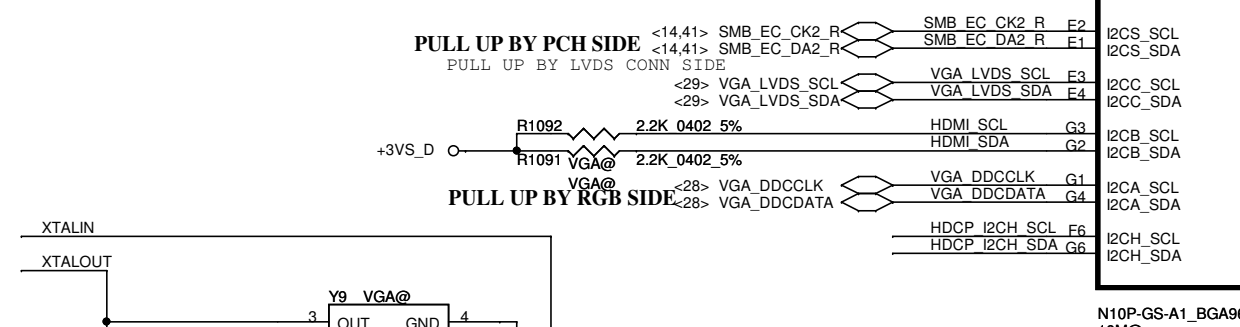 <14,41> SMB_EC_CK2_R SMB_EC_CK2_R E2 I2CS_SCL
PULL UP BY PCH SIDE <14,41> SMB_EC_DA2_R SMB_EC_DA2_R E1 I2CS_SDA
PULL UP BY LVDS CONN SIDE
<29> VGA_LVDS_SCL VGA_LVDS_SCL E3 I2CC_SCL
<29> VGA_LVDS_SDA VGA_LVDS_SDA E4 I2CC_SDA
R1092 2.2K_0402_5% HDMI_SCL G3 I2CB_SCL
+3VS_D HDMI_SDA G2 I2CB_SDA
R1091 VGA@ 2.2K_0402_5%
VGA@ <28> VGA_DDCCLK VGA_DDCCLK G1 I2CA_SCL
PULL UP BY RGB SIDE <28> VGA_DDCDATA VGA_DDCDATA G4 I2CA_SDA
XTALIN HDCP_I2CH_SCL F6 I2CH_SCL
HDCP_I2CH_SDA G6 I2CH_SDA
XTALOUT
Y9 VGA@
3 OUT GND 4